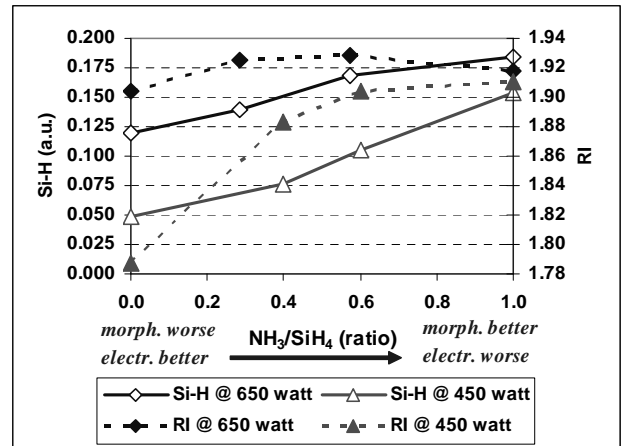 0.200 1.94
0.175 1.92
0.150 1.90
0.125 1.88
0.100 1.86
0.075 1.84
0.050 1.82
0.025 1.80
0.000 1.78
Si-H (a.u.)
RI
0.0 0.2 0.4 0.6 0.8 1.0
morph. worse NH₃/SiH₄ (ratio) morph. better
electr. better electr. worse
Si-H @ 650 watt Si-H @ 450 watt
RI @ 650 watt RI @ 450 watt